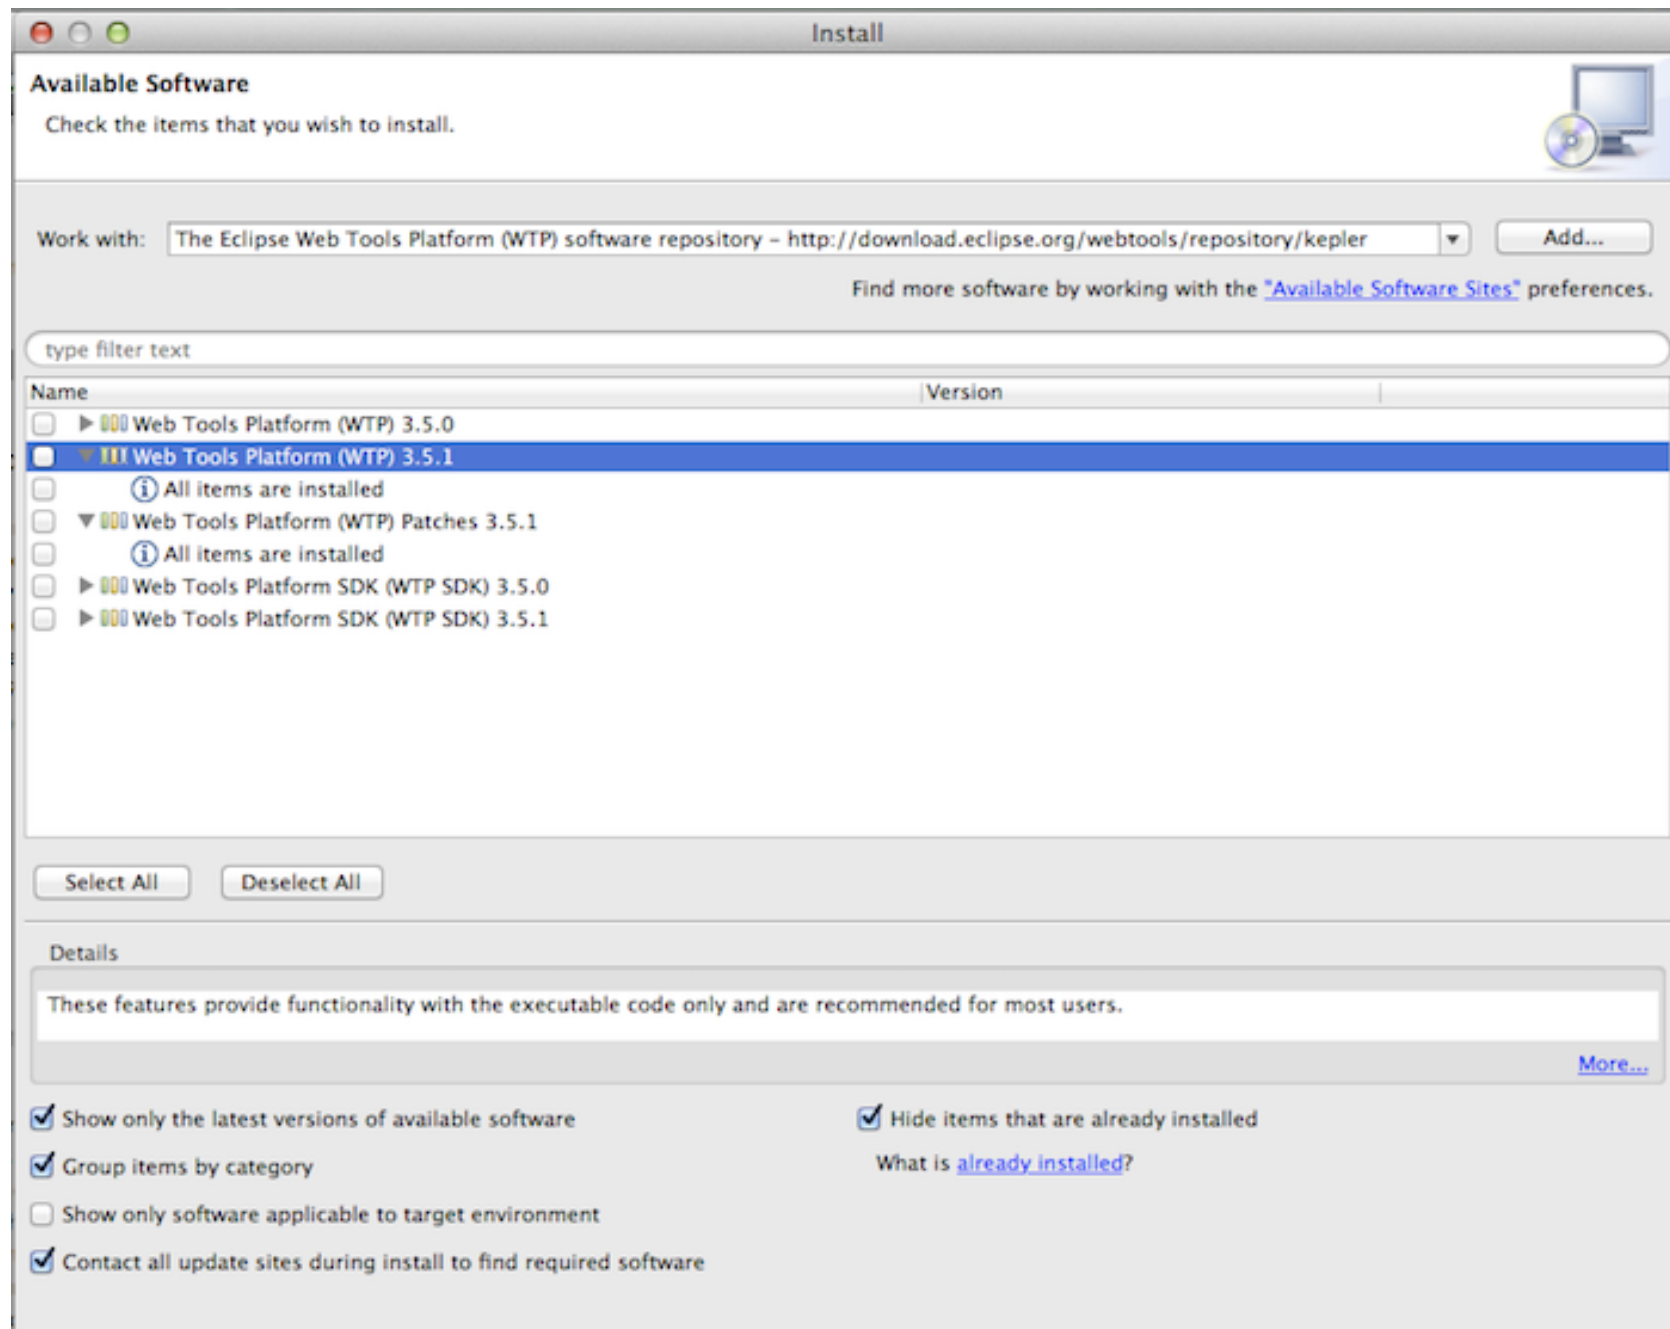 Install
Available Software
Check the items that you wish to install.
Work with: The Eclipse Web Tools Platform (WTP) software repository – http://download.eclipse.org/webtools/repository/kepler Add...
Find more software by working with the "Available Software Sites" preferences.
type filter text
Name Version
Web Tools Platform (WTP) 3.5.0
Web Tools Platform (WTP) 3.5.1
All items are installed
Web Tools Platform (WTP) Patches 3.5.1
All items are installed
Web Tools Platform SDK (WTP SDK) 3.5.0
Web Tools Platform SDK (WTP SDK) 3.5.1
Select All Deselect All
Details
These features provide functionality with the executable code only and are recommended for most users.
More...
Show only the latest versions of available software Hide items that are already installed
Group items by category What is already installed?
Show only software applicable to target environment
Contact all update sites during install to find required software